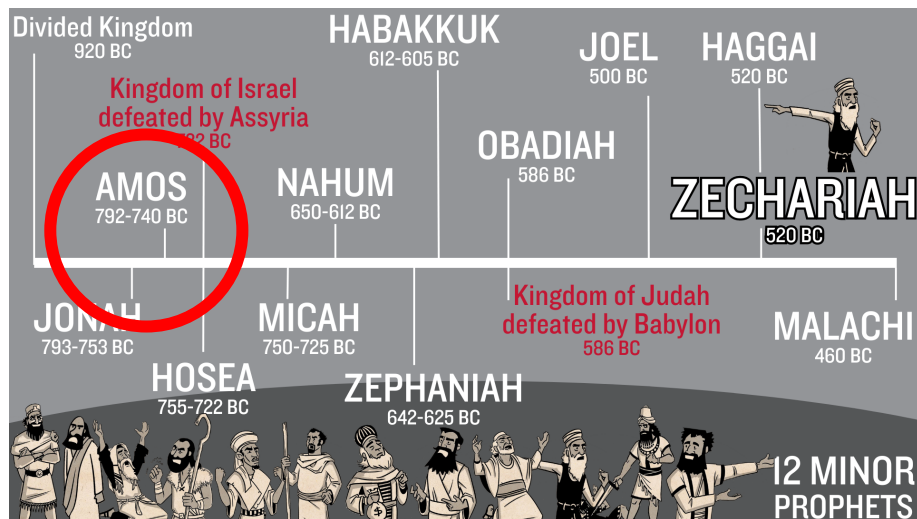 Divided Kingdom
920 BC
Kingdom of Israel
defeated by Assyria
722 BC
HABAKKUK
612-605 BC
JOEL
500 BC
HAGGAI
520 BC
AMOS
792-740 BC
NAHUM
650-612 BC
OBADIAH
586 BC
ZECHARIAH
520 BC
JONAH
793-753 BC
HOSEA
755-722 BC
MICAH
750-725 BC
ZEPHANIAH
642-625 BC
Kingdom of Judah
defeated by Babylon
586 BC
MALACHI
460 BC
12 MINOR
PROPHETS